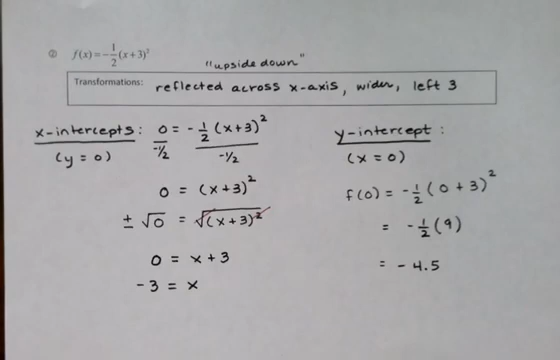 ② f(x) = -1/2 (x+3)²
"upside down"
Transformations: reflected across x-axis, wider, left 3
x-intercepts: 0 = -1/2 (x+3)²
(y = 0) -1/2 -1/2
0 = (x+3)²
± √0 = √(x+3)²
0 = x+3
-3 = x
y-intercept:
(x = 0)
f(0) = -1/2 (0+3)²
= -1/2 (9)
= -4.5